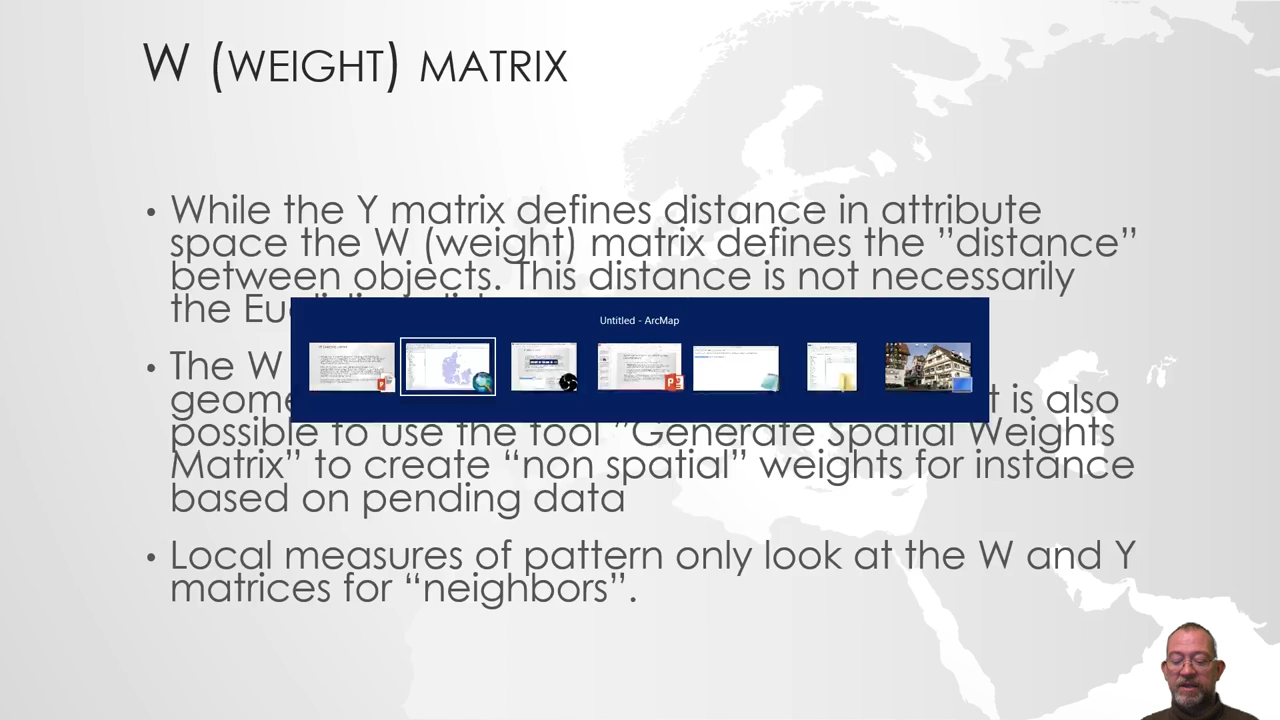 W (WEIGHT) MATRIX
• While the Y matrix defines distance in attribute
space the W (weight) matrix defines the ”distance”
between objects. This distance is not necessarily
the
Untitled - ArcMap
• The W
t is also
possible to use the tool ”Generate Spatial Weights
Matrix” to create “non spatial” weights for instance
based on pending data
• Local measures of pattern only look at the W and Y
matrices for “neighbors”.